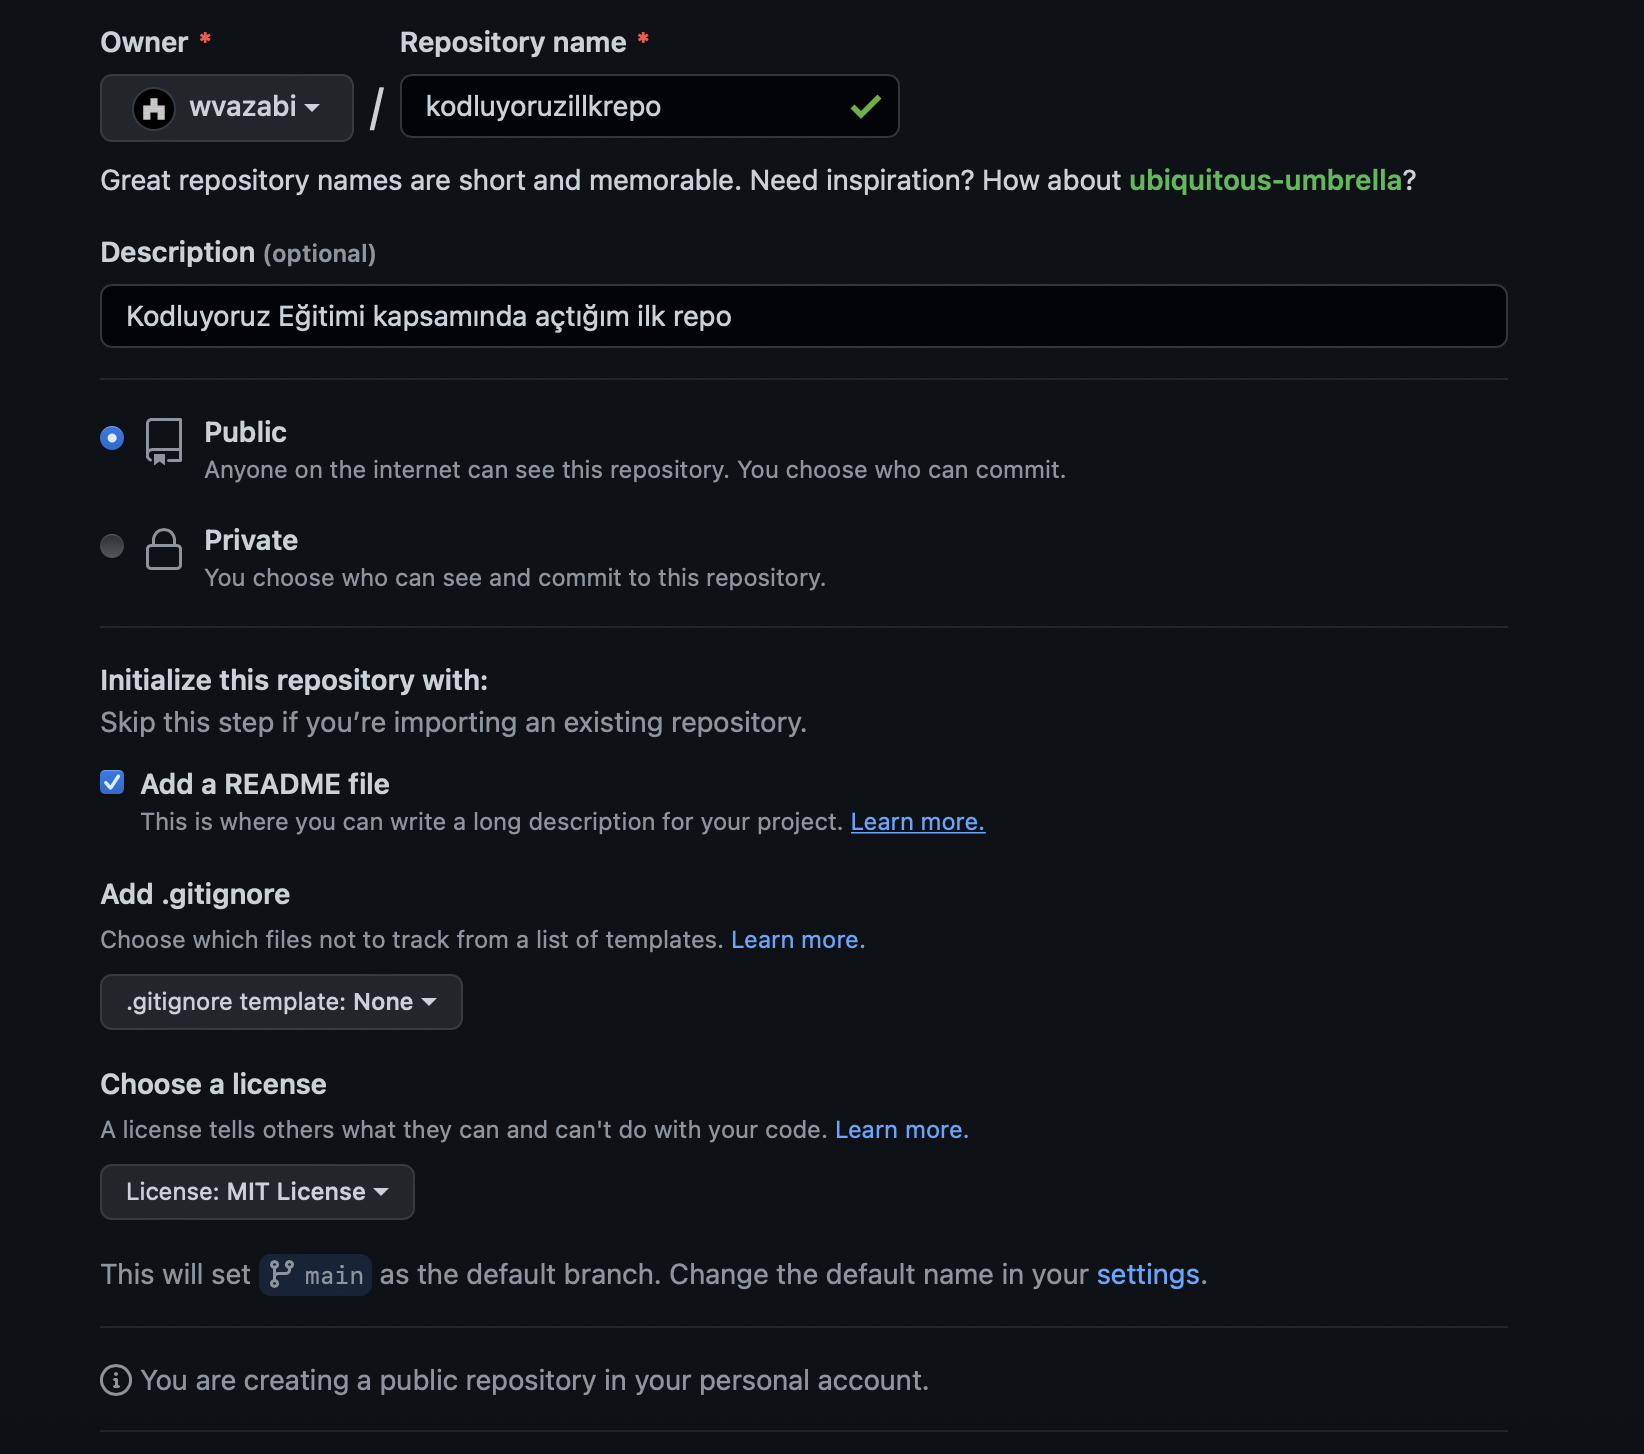 Owner * Repository name *
wvazabi / kodluyoruzillkrepo
Great repository names are short and memorable. Need inspiration? How about ubiquitous-umbrella?
Description (optional)
Kodluyoruz Eğitimi kapsamında açtığım ilk repo
Public
Anyone on the internet can see this repository. You choose who can commit.
Private
You choose who can see and commit to this repository.
Initialize this repository with:
Skip this step if you’re importing an existing repository.
Add a README file
This is where you can write a long description for your project. Learn more.
Add .gitignore
Choose which files not to track from a list of templates. Learn more.
.gitignore template: None
Choose a license
A license tells others what they can and can't do with your code. Learn more.
License: MIT License
This will set main as the default branch. Change the default name in your settings.
You are creating a public repository in your personal account.